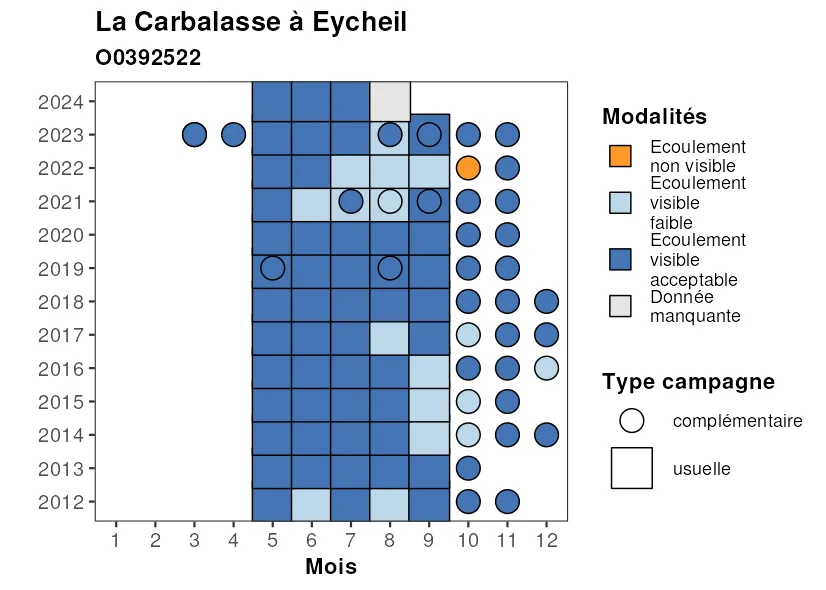 La Carbalasse à Eycheil
O0392522
2024
2023
2022
2021
2020
2019
2018
2017
2016
2015
2014
2013
2012
1 2 3 4 5 6 7 8 9 10 11 12
Mois
Modalités
Ecoulement
non visible
Ecoulement
visible
faible
Ecoulement
visible
acceptable
Donnée
manquante
Type campagne
complémentaire
usuelle